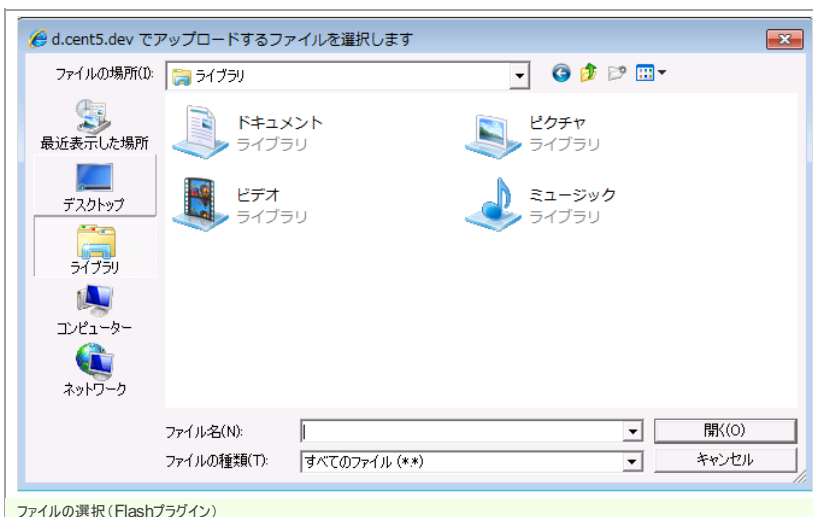 d.cent5.dev でアップロードするファイルを選択します
ファイルの場所(I):
ライブラリ
最近表示した場所
デスクトップ
ライブラリ
コンピューター
ネットワーク
ドキュメント
ライブラリ
ピクチャ
ライブラリ
ビデオ
ライブラリ
ミュージック
ライブラリ
ファイル名(N):
開く(O)
ファイルの種類(T):
すべてのファイル (*.*)
キャンセル
ファイルの選択(Flashプラグイン)